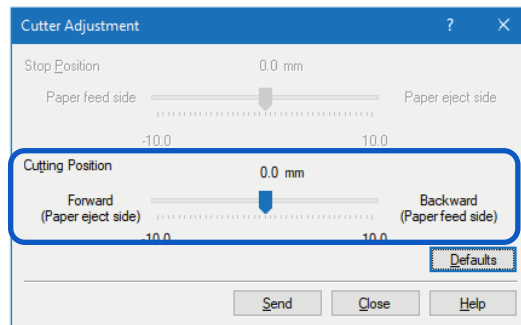 Cutter Adjustment ? ×
Stop Position 0.0 mm
Paper feed side Paper eject side
-10.0 10.0
Cutting Position 0.0 mm
Forward Backward
(Paper eject side) (Paper feed side)
-10.0 10.0
Defaults
Send Close Help